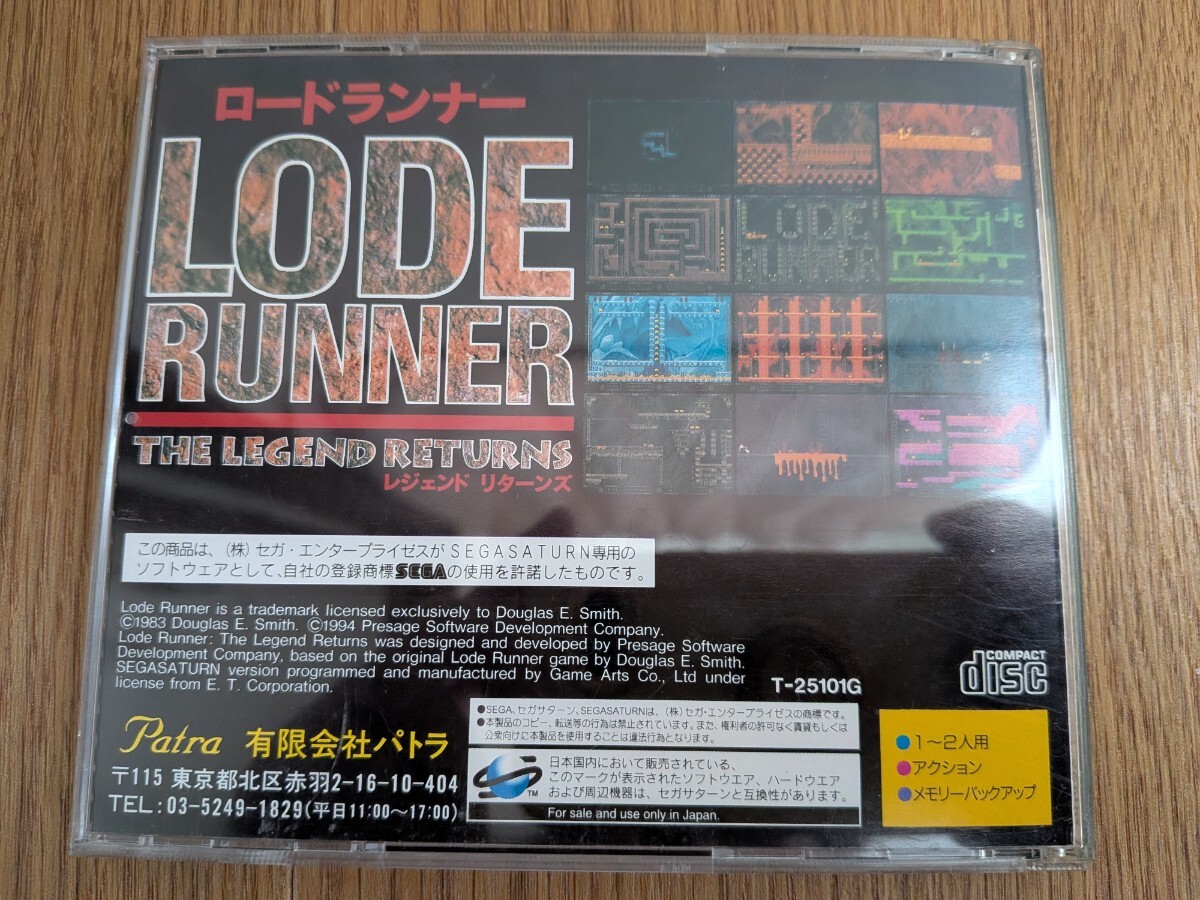 ロードランナー
LODE
RUNNER
THE LEGEND RETURNS
レジェンド リターンズ
LODE
RUNNER
この商品は、(株)セガ・エンタープライゼスがSEGASATURN専用の
ソフトウェアとして、自社の登録商標SEGAの使用を許諾したものです。
Lode Runner is a trademark licensed exclusively to Douglas E. Smith.
©1983 Douglas E. Smith. ©1994 Presage Software Development Company.
Lode Runner: The Legend Returns was designed and developed by Presage Software
Development Company, based on the original Lode Runner game by Douglas E. Smith.
SEGASATURN version programmed and manufactured by Game Arts Co., Ltd under
license from E. T. Corporation.
T-25101G
COMPACT
disc
Patra 有限会社パトラ
〒115 東京都北区赤羽2-16-10-404
TEL:03-5249-1829(平日11:00〜17:00)
●SEGA、セガサターン、SEGASATURNは、(株)セガ・エンタープライゼスの商標です。
●本製品のコピー、転送等の行為は禁止されています。また、権利者の許可なく賃貸もしくは
公衆向けに本製品を使用することは違法行為となります。
日本国内において販売されている、
このマークが表示されたソフトウエア、ハードウエア
および周辺機器は、セガサターンと互換性があります。
TM
For sale and use only in Japan.
●1〜2人用
●アクション
●メモリーバックアップ